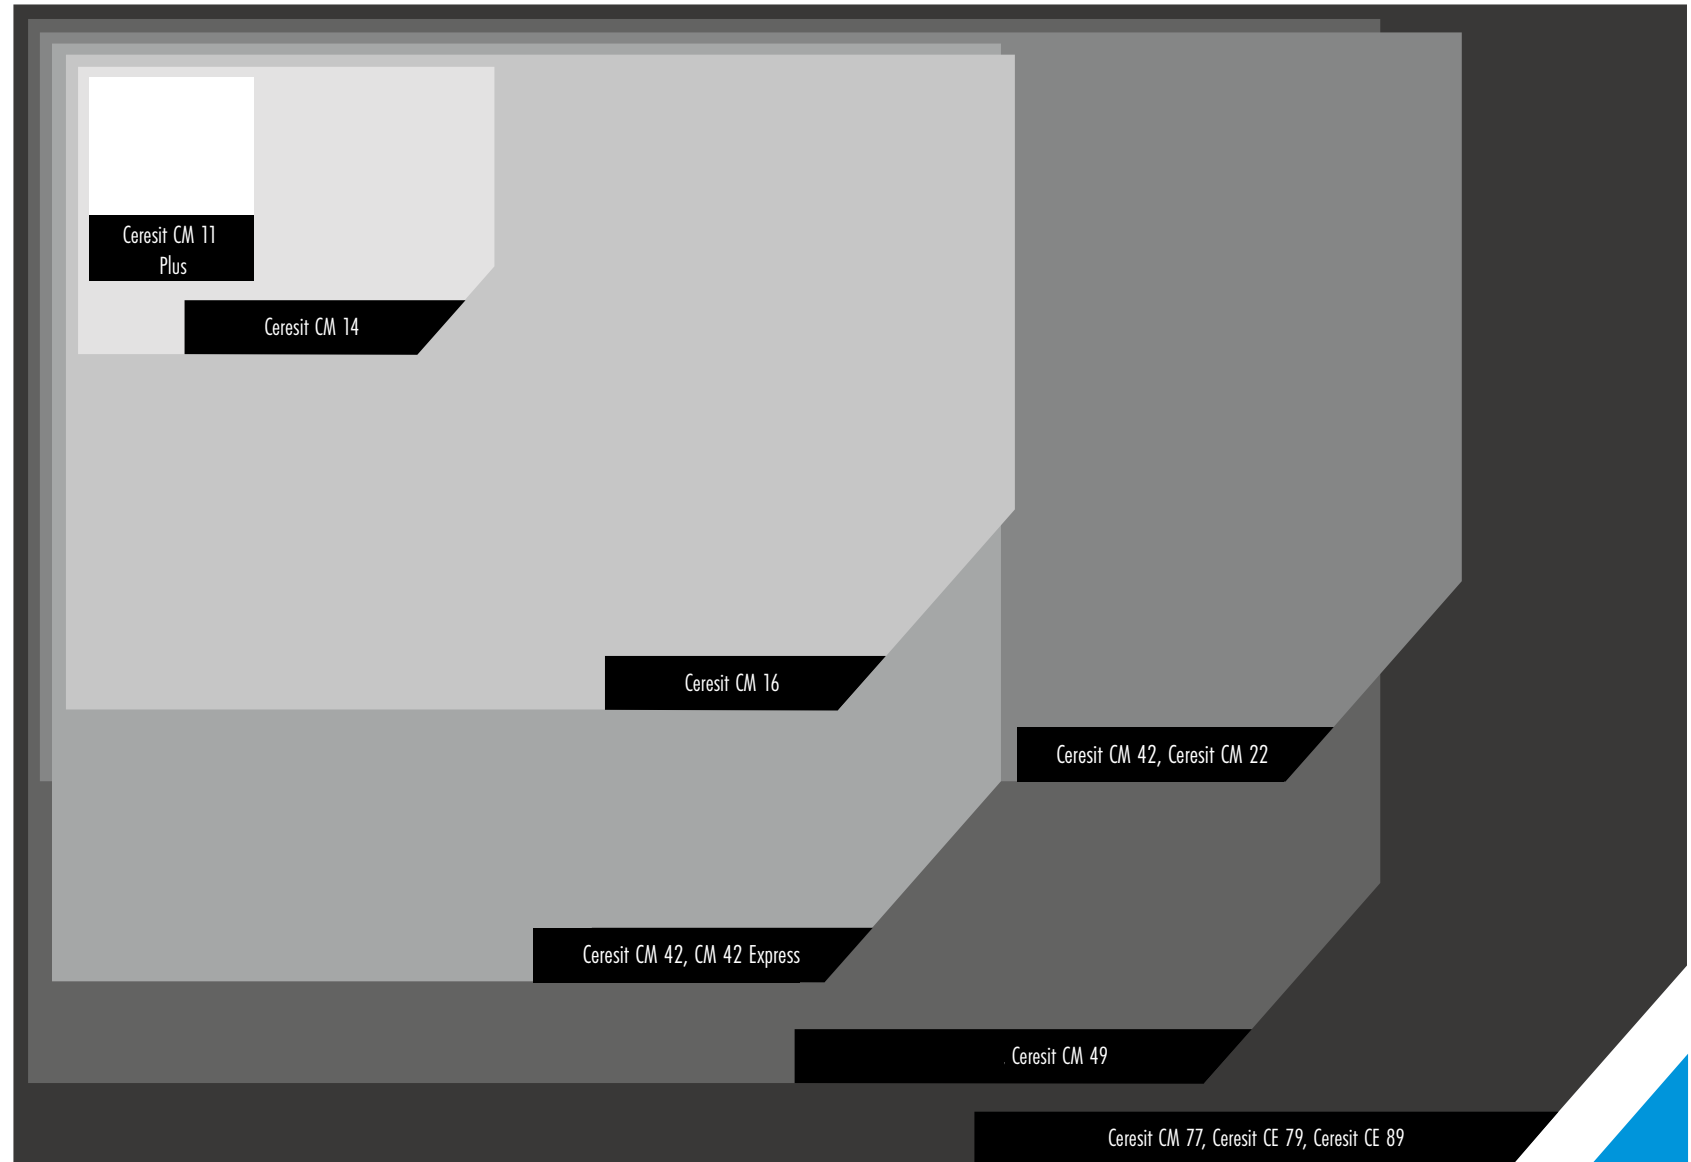 Ceresit CM 11
Plus
Ceresit CM 14
Ceresit CM 16
Ceresit CM 42, Ceresit CM 22
Ceresit CM 42, CM 42 Express
Ceresit CM 49
Ceresit CM 77, Ceresit CE 79, Ceresit CE 89